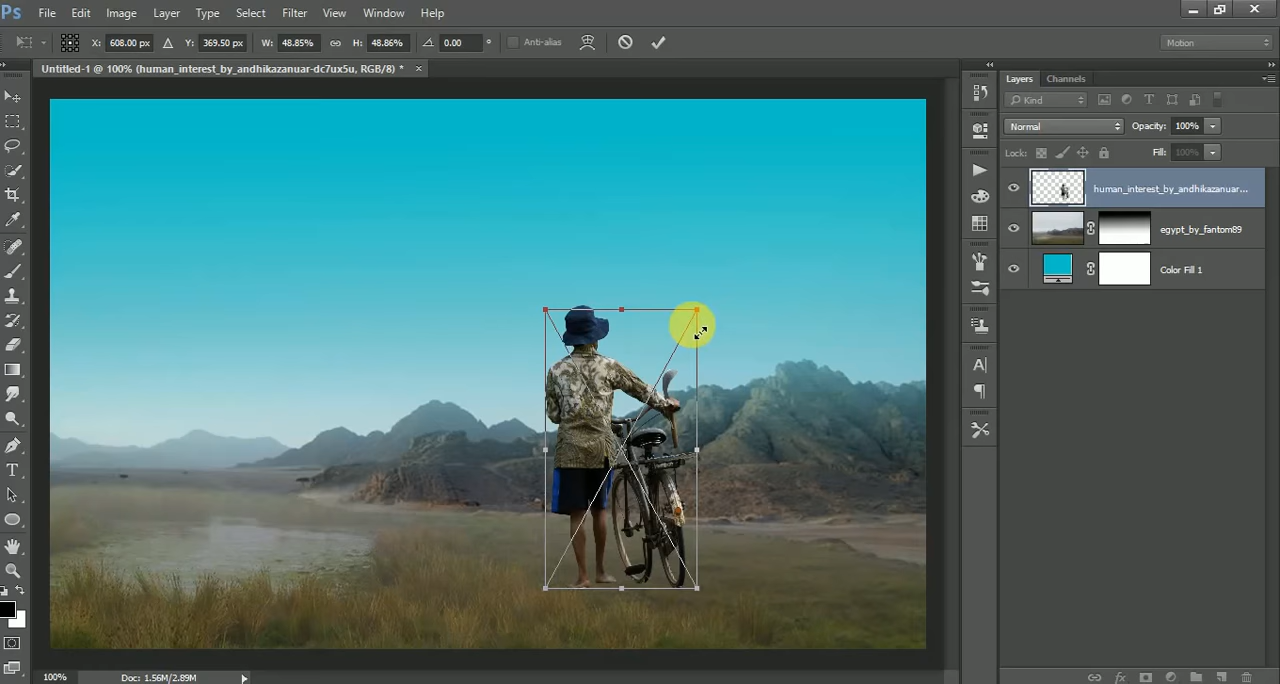 Ps File Edit Image Layer Type Select Filter View Window Help
X: 608.00 px Y: 369.50 px W: 48.85% H: 48.86% 0.00 ° Anti-alias Motion
Untitled-1 @ 100% (human_interest_by_andhikazanuar-dc7ux5u, RGB/8) * ×
Layers Channels
Kind
Normal Opacity: 100%
Lock: Fill: 100%
human_interest_by_andhikazanuar...
egypt_by_fantom89
Color Fill 1
100% Doc: 1.56M/2.89M